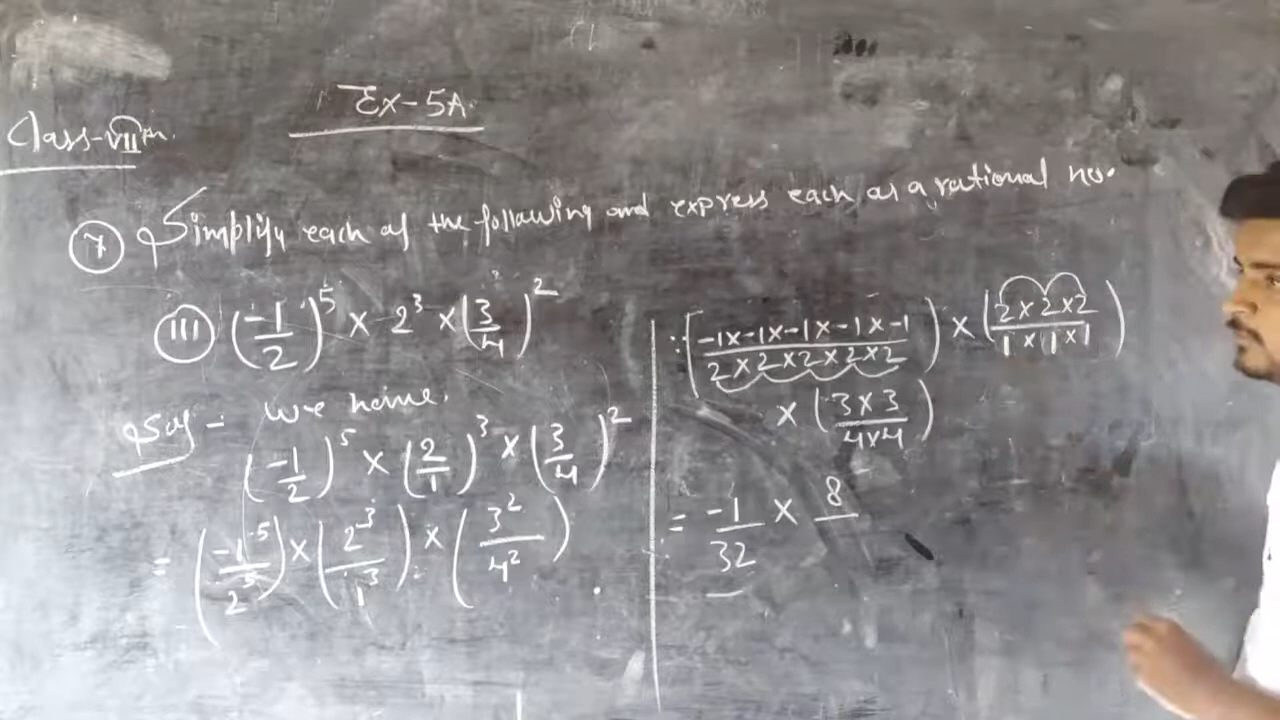 Ex-5A
Class-VIIth.
(7) Simplify each of the following and express each as a rational no.
(III) (-1/2)^5 × 2^3 × (3/4)^2
Sol- We have.
(-1/2)^5 × (2/1)^3 × (3/4)^2
= (-1^5/2^5) × (2^3/1^3) × (3^2/4^2)
(-1×-1×-1×-1×-1/2×2×2×2×2) × (2×2×2/1×1×1)
× (3×3/4×4)
= -1/32 × 8/